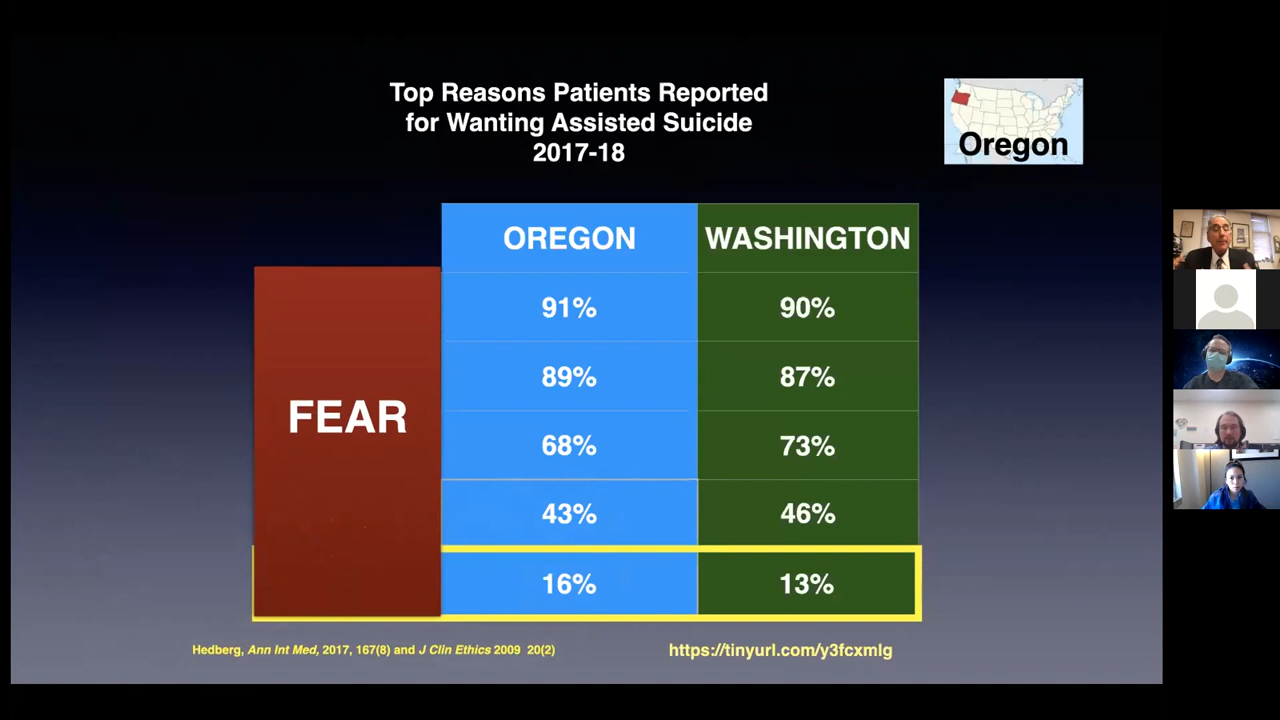 Top Reasons Patients Reported
for Wanting Assisted Suicide
2017-18
Oregon
OREGON WASHINGTON
91% 90%
89% 87%
FEAR
68% 73%
43% 46%
16% 13%
Hedberg, Ann Int Med, 2017, 167(8) and J Clin Ethics 2009 20(2)
https://tinyurl.com/y3fcxmlg